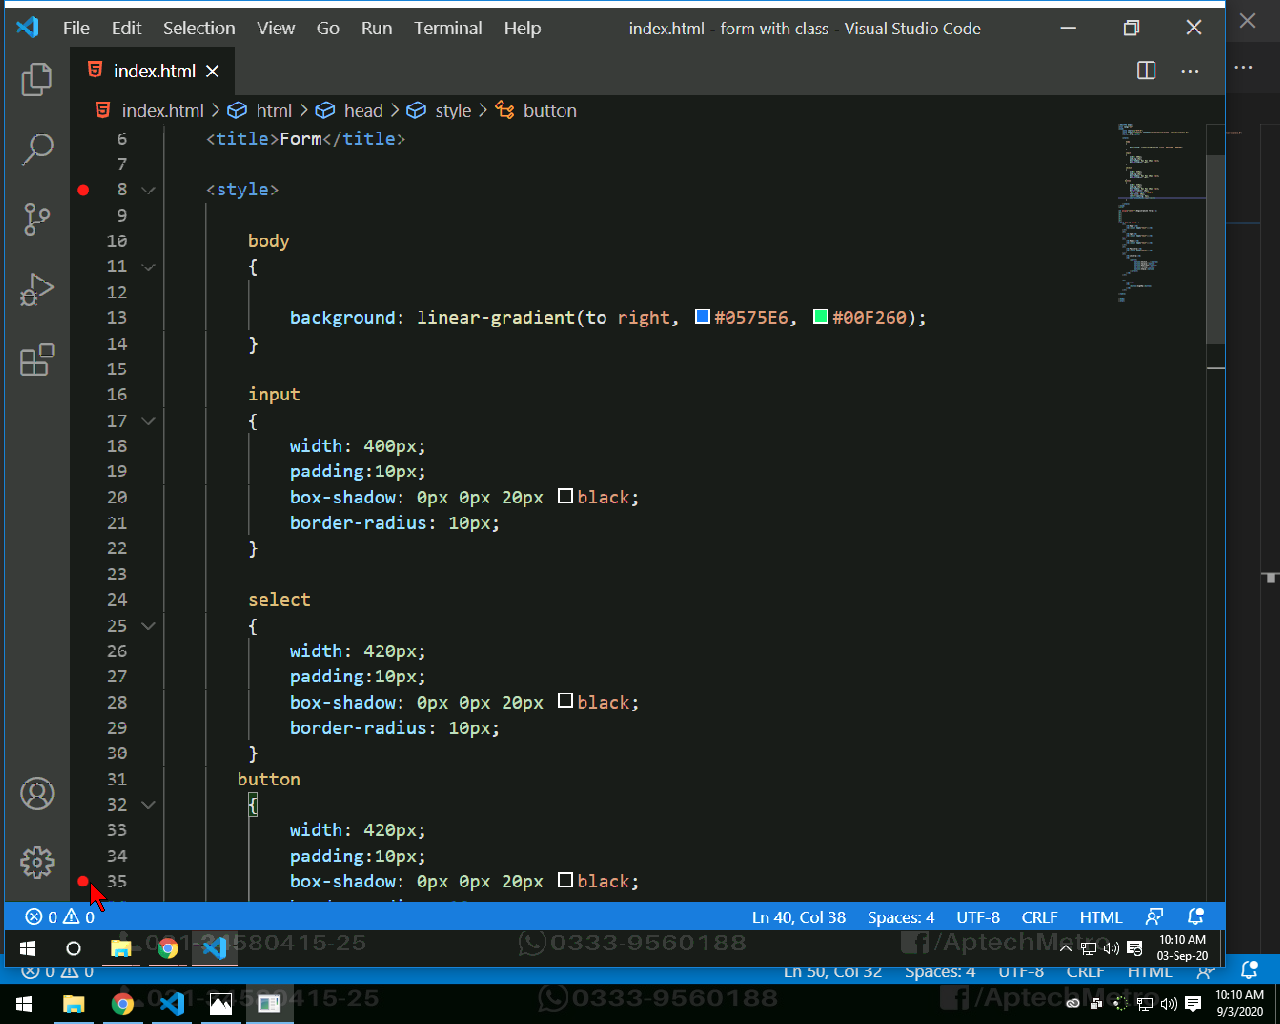 File Edit Selection View Go Run Terminal Help index.html - form with class - Visual Studio Code
index.html
index.html > html > head > style > button
6 <title>Form</title>
7
8 <style>
9
10 body
11 {
12
13 background: linear-gradient(to right, #0575E6, #00F260);
14 }
15
16 input
17 {
18 width: 400px;
19 padding:10px;
20 box-shadow: 0px 0px 20px black;
21 border-radius: 10px;
22 }
23
24 select
25 {
26 width: 420px;
27 padding:10px;
28 box-shadow: 0px 0px 20px black;
29 border-radius: 10px;
30 }
31 button
32 {
33 width: 420px;
34 padding:10px;
35 box-shadow: 0px 0px 20px black;
0 0 Ln 40, Col 38 Spaces: 4 UTF-8 CRLF HTML
0333-9560188 /AptechMetro 10:10 AM
03-Sep-20
0 0 Ln 50, Col 32 Spaces: 4 UTF-8 CRLF HTML
0333-9560188 10:10 AM
9/3/2020